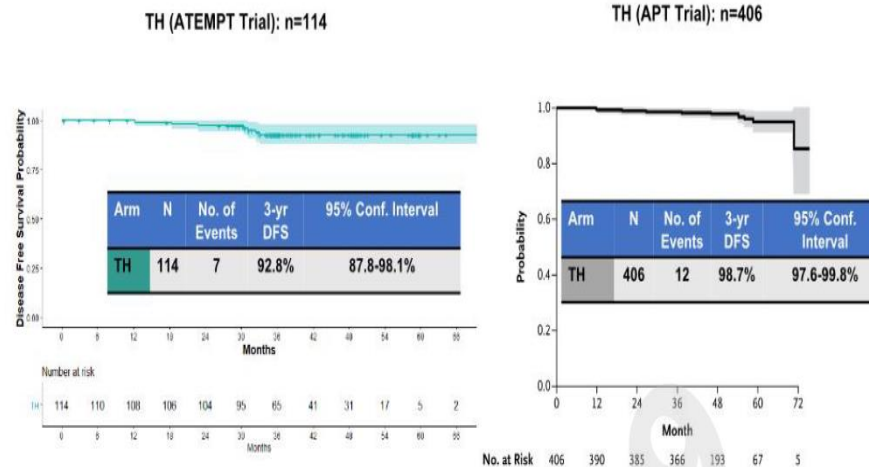 TH (ATEMPT Trial): n=114
Disease Free Survival Probability
1.00
0.75
0.50
0.25
0.00
Arm N No. of Events 3-yr DFS 95% Conf. Interval
TH 114 7 92.8% 87.8-98.1%
0 6 12 18 24 30 36 42 48 54 60 66
Months
Number at risk
TH 114 110 108 106 104 95 65 41 31 17 5 2
0 6 12 18 24 30 36 42 48 54 60 66
Months
TH (APT Trial): n=406
Probability
1.0
0.8
0.6
0.4
0.2
0.0
Arm N No. of Events 3-yr DFS 95% Conf. Interval
TH 406 12 98.7% 97.6-99.8%
0 12 24 36 48 60 72
Month
No. at Risk 406 390 385 366 193 67 5